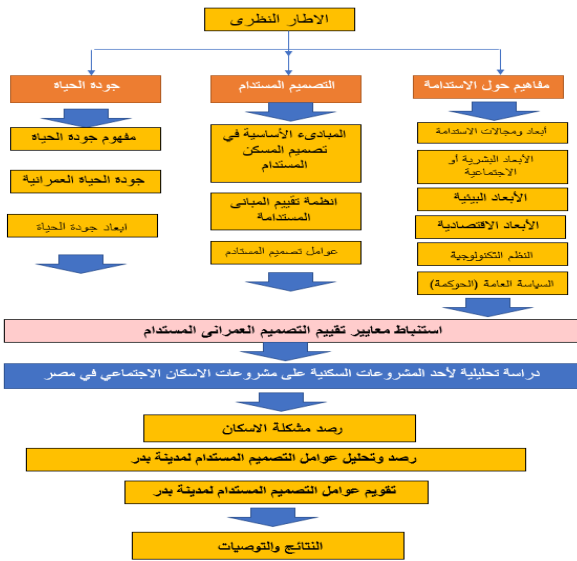 الاطار النظرى
مفاهيم حول الاستدامة
أبعاد ومجالات الاستدامة
الأبعاد البشرية أو
الاجتماعية
الأبعاد البيئية
الأبعاد الاقتصادية
النظم التكنولوجية
السياسة العامة (الحوكمة)
التصميم المستدام
المبادىء الأساسية في
تصميم المسكن
المستدام
انظمة تقييم المبانى
المستدامة
عوامل تصميم المستادم
جودة الحياة
مفهوم جودة الحياة
جودة الحياة العمرانية
ابعاد جودة الحياة
استنباط معايير تقييم التصميم العمرانى المستدام
دراسة تحليلية لأحد المشروعات السكنية على مشروعات الاسكان الاجتماعي في مصر
رصد مشكلة الاسكان
رصد وتحليل عوامل التصميم المستدام لمدينة بدر
تقويم عوامل التصميم المستدام لمدينة بدر
النتائج والتوصيات